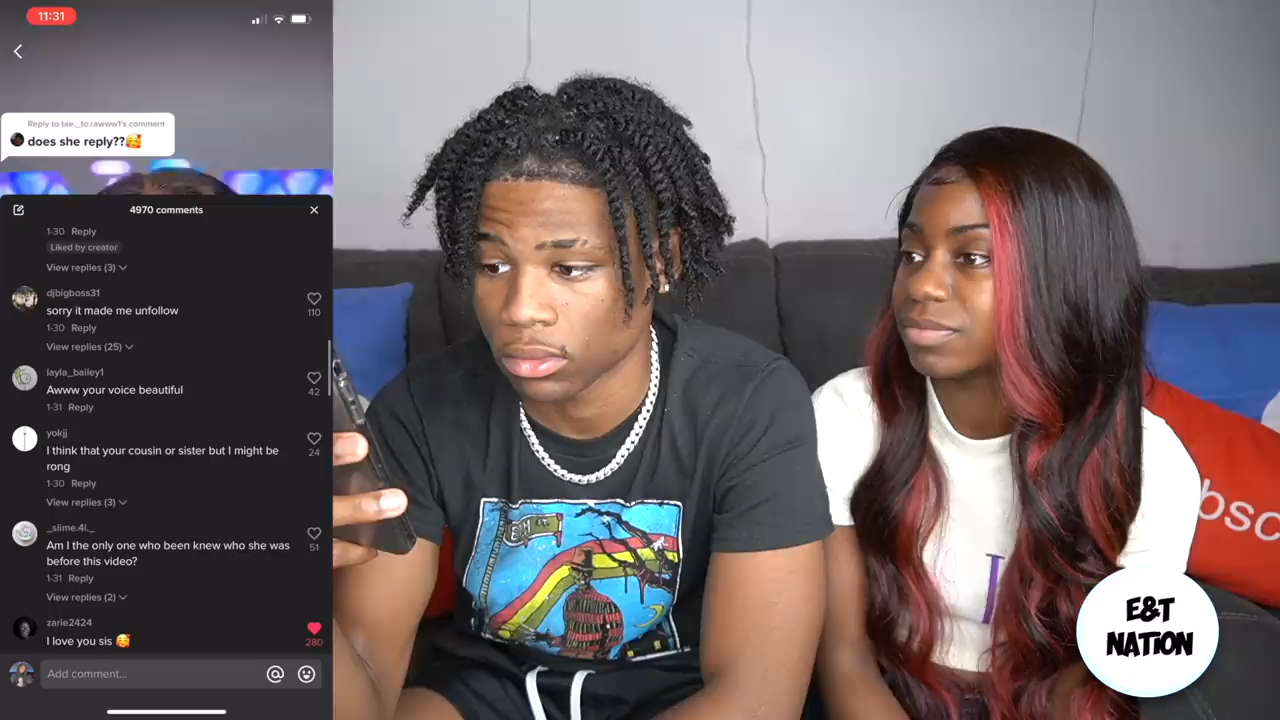 11:31
Reply to tae._to.rawww1's comment
does she reply??🥰
4970 comments
1-30 Reply
Liked by creator
View replies (3)
djbigboss31
sorry it made me unfollow
110
1-30 Reply
View replies (25)
layla_bailey1
Awww your voice beautiful
42
1-31 Reply
yokjj
I think that your cousin or sister but I might be
rong
24
1-30 Reply
View replies (3)
_slime.4l._
Am I the only one who been knew who she was
before this video?
51
1-31 Reply
View replies (2)
zarie2424
I love you sis 🥰
280
Add comment...
E&T
NATION